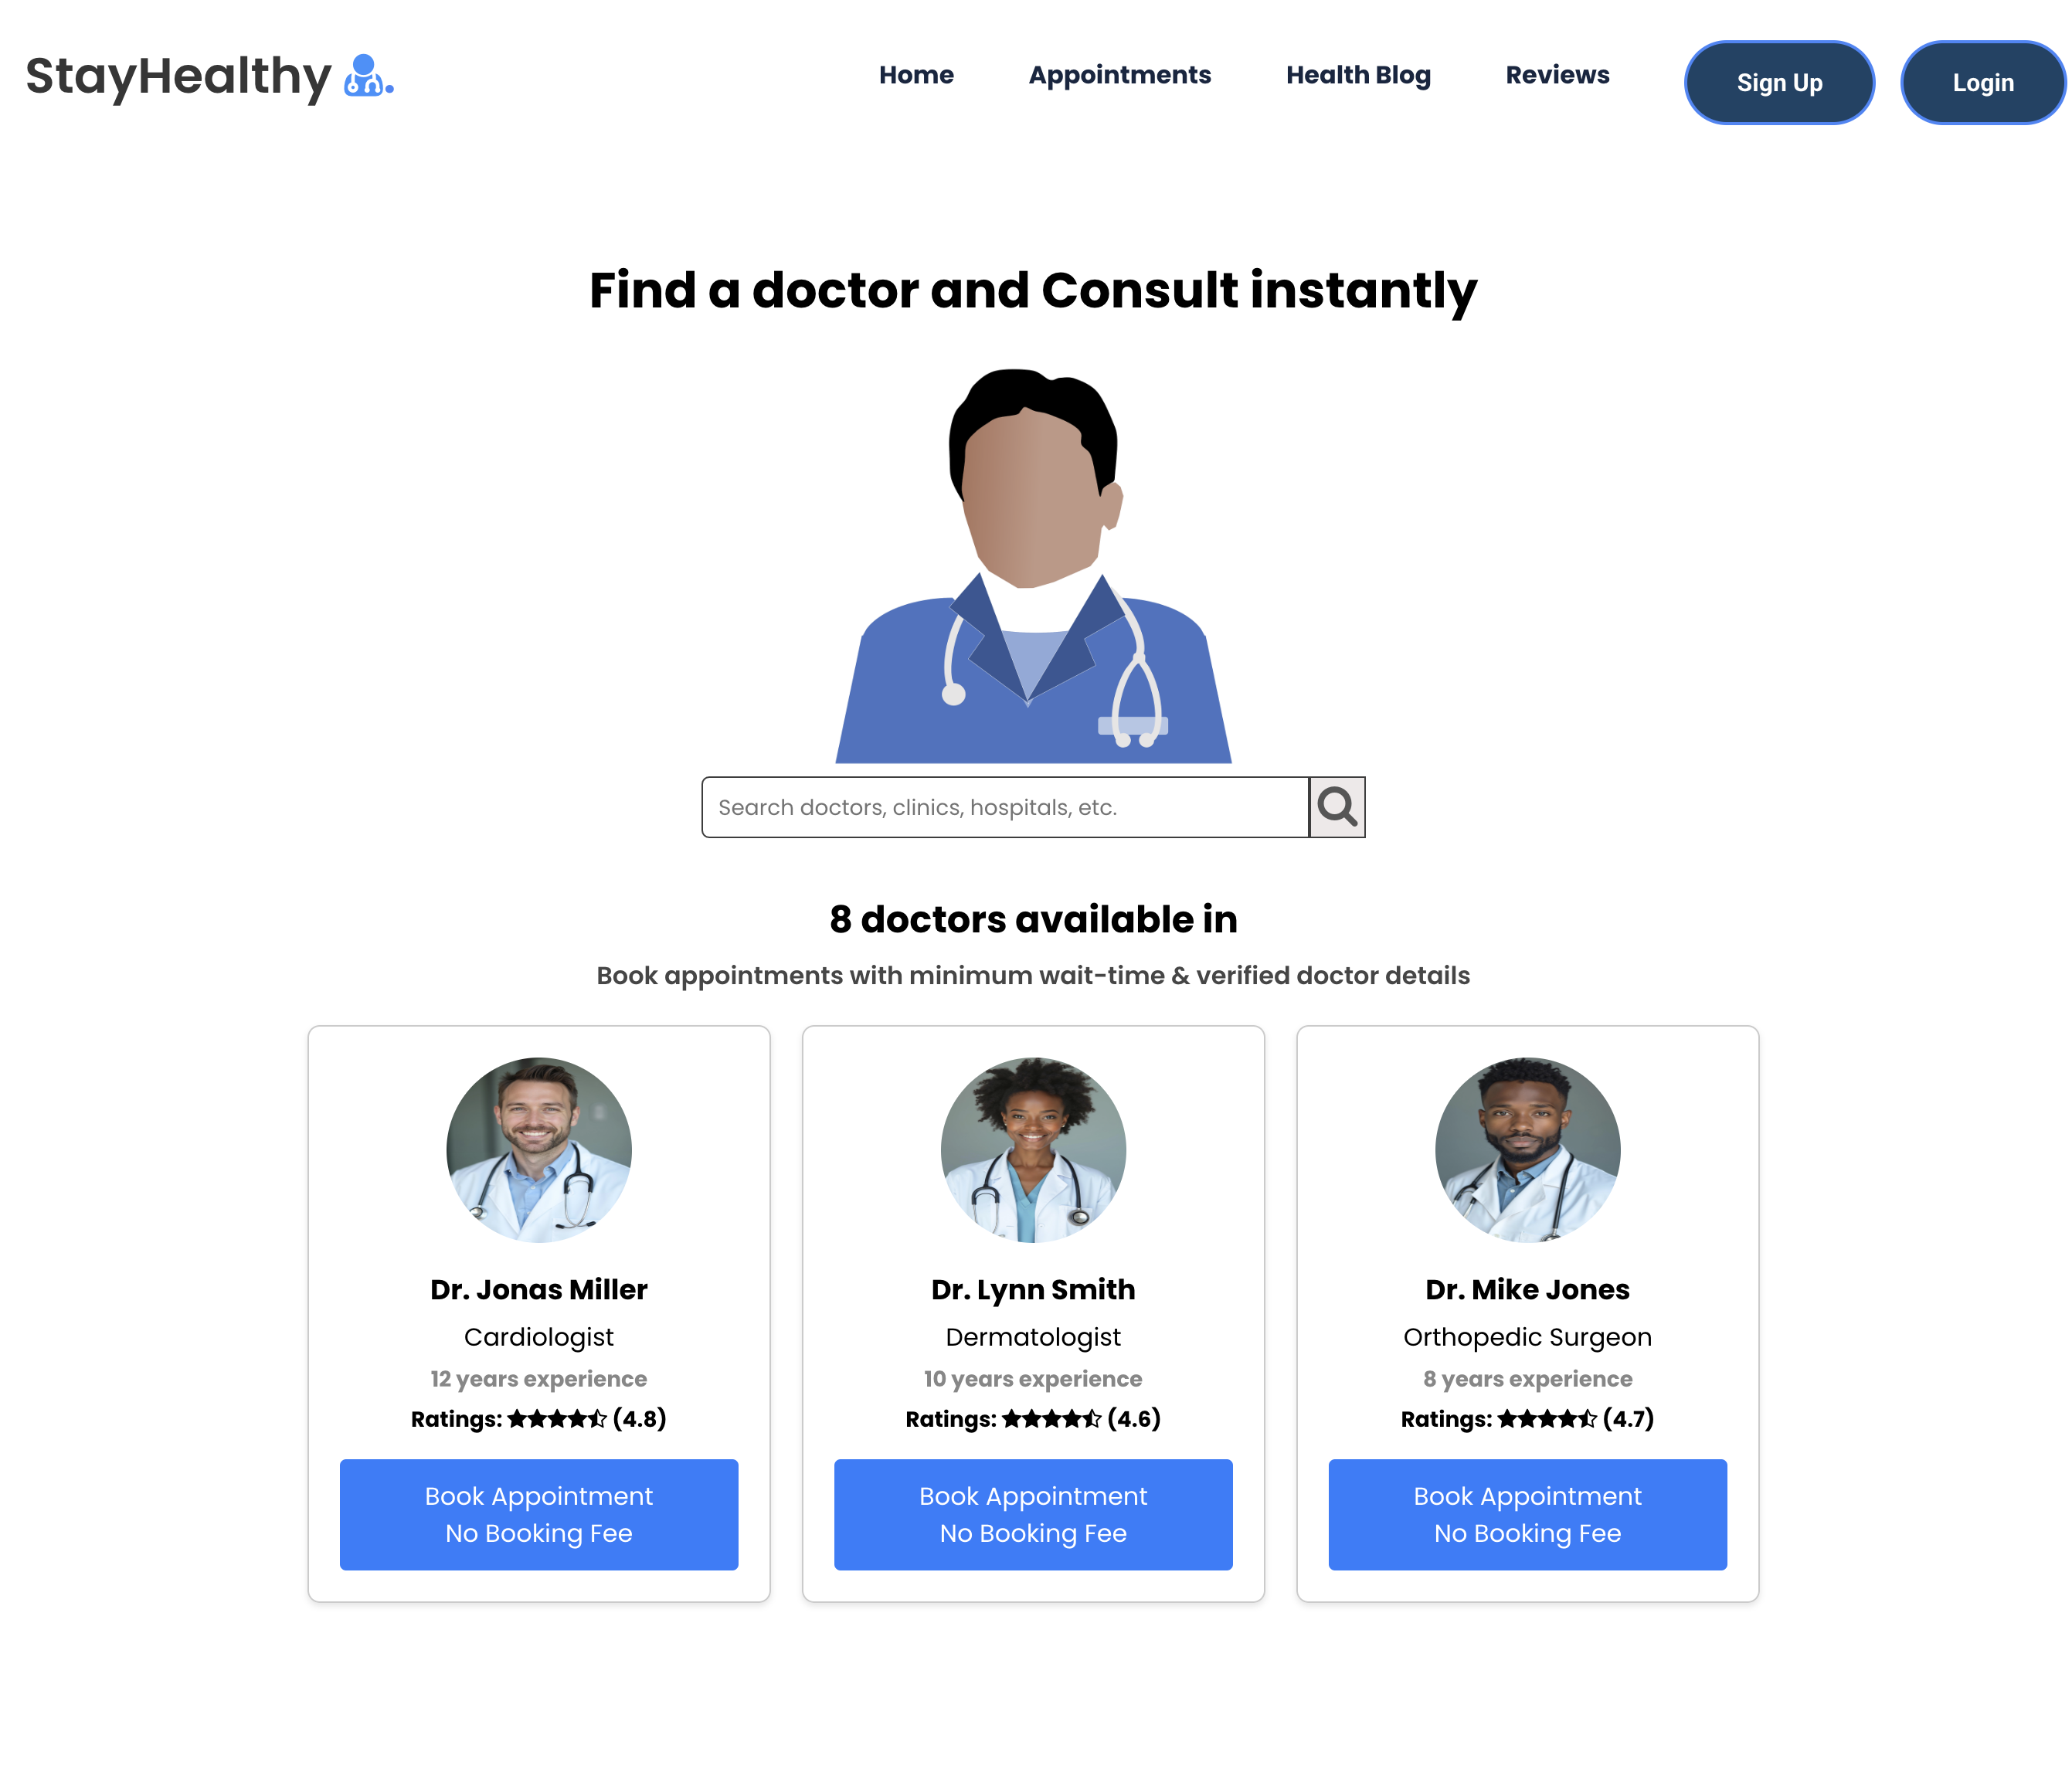 StayHealthy
Home
Appointments
Health Blog
Reviews
Sign Up
Login
Find a doctor and Consult instantly
Search doctors, clinics, hospitals, etc.
8 doctors available in
Book appointments with minimum wait-time & verified doctor details
Dr. Jonas Miller
Cardiologist
12 years experience
Ratings: ★★★★⯪ (4.8)
Book Appointment
No Booking Fee
Dr. Lynn Smith
Dermatologist
10 years experience
Ratings: ★★★★⯪ (4.6)
Book Appointment
No Booking Fee
Dr. Mike Jones
Orthopedic Surgeon
8 years experience
Ratings: ★★★★⯪ (4.7)
Book Appointment
No Booking Fee